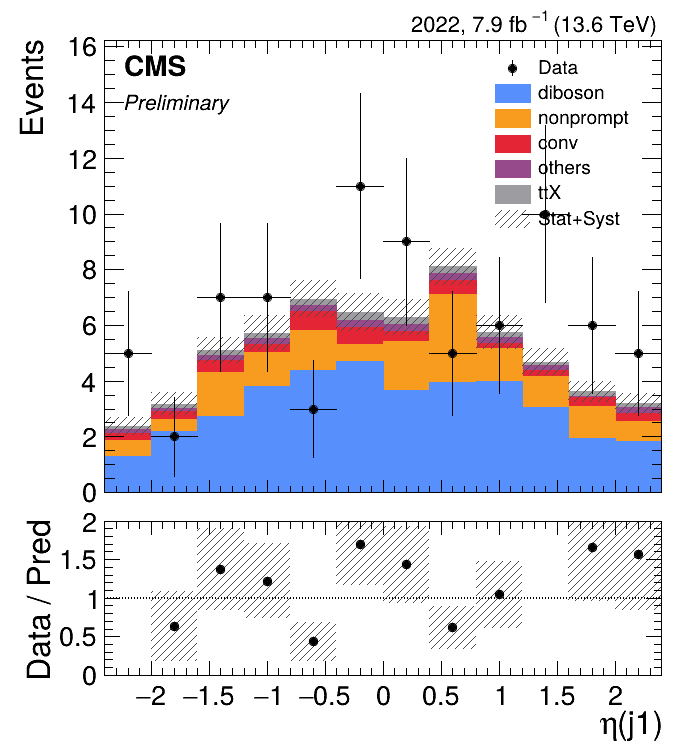 2022, 7.9 fb⁻¹ (13.6 TeV)
Events
16
14
12
10
8
6
4
2
0
CMS
Preliminary
Data
diboson
nonprompt
conv
others
ttX
Stat+Syst
Data / Pred
2
1.5
1
0.5
0
−2 −1.5 −1 −0.5 0 0.5 1 1.5 2
η(j1)